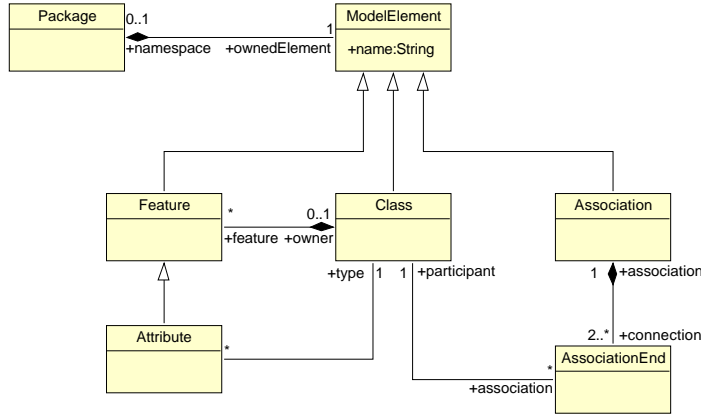 Package
ModelElement
+name:String
0..1
1
+namespace
+ownedElement
Feature
Class
Association
*
0..1
+feature
+owner
+type
1
1
+participant
1
+association
Attribute
*
2..*
+connection
AssociationEnd
*
+association